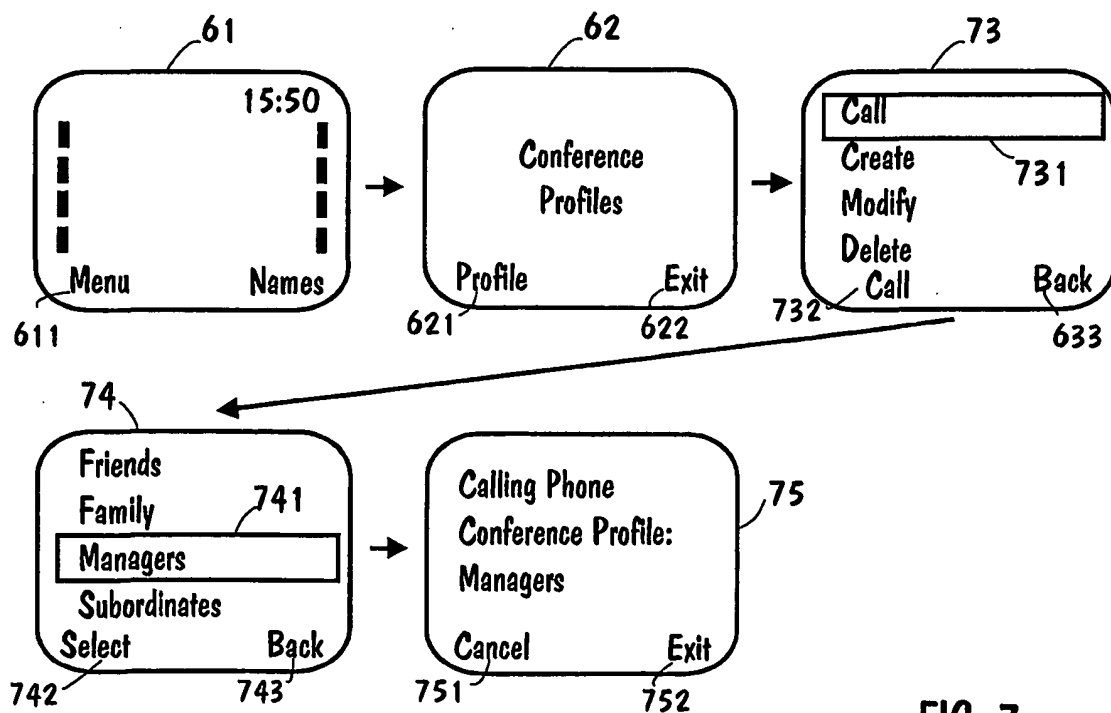 61
62
73
15:50
Menu
Names
611
Conference
Profiles
Profile
Exit
621
622
Call
731
Create
Modify
Delete
Call
Back
732
633
74
Friends
Family
741
Managers
Subordinates
Select
Back
742
743
75
Calling Phone
Conference Profile:
Managers
Cancel
Exit
751
752